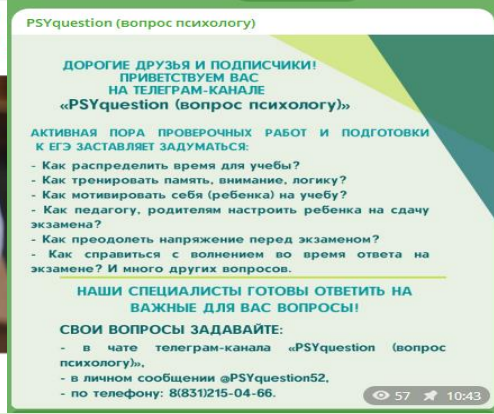 PSYquestion (вопрос психологу)
ДОРОГИЕ ДРУЗЬЯ И ПОДПИСЧИКИ!
ПРИВЕТСТВУЕМ ВАС
НА ТЕЛЕГРАМ-КАНАЛЕ
«PSYquestion (вопрос психологу)»
АКТИВНАЯ ПОРА ПРОВЕРОЧНЫХ РАБОТ И ПОДГОТОВКИ
К ЕГЭ ЗАСТАВЛЯЕТ ЗАДУМАТЬСЯ:
- Как распределить время для учебы?
- Как тренировать память, внимание, логику?
- Как мотивировать себя (ребенка) на учебу?
- Как педагогу, родителям настроить ребенка на сдачу
экзамена?
- Как преодолеть напряжение перед экзаменом?
- Как справиться с волнением во время ответа на
экзамене? И много других вопросов.
НАШИ СПЕЦИАЛИСТЫ ГОТОВЫ ОТВЕТИТЬ НА
ВАЖНЫЕ ДЛЯ ВАС ВОПРОСЫ!
СВОИ ВОПРОСЫ ЗАДАВАЙТЕ:
- в чате телеграм-канала «PSYquestion (вопрос
психологу)»,
- в личном сообщении @PSYquestion52,
- по телефону: 8(831)215-04-66.
57 10:43